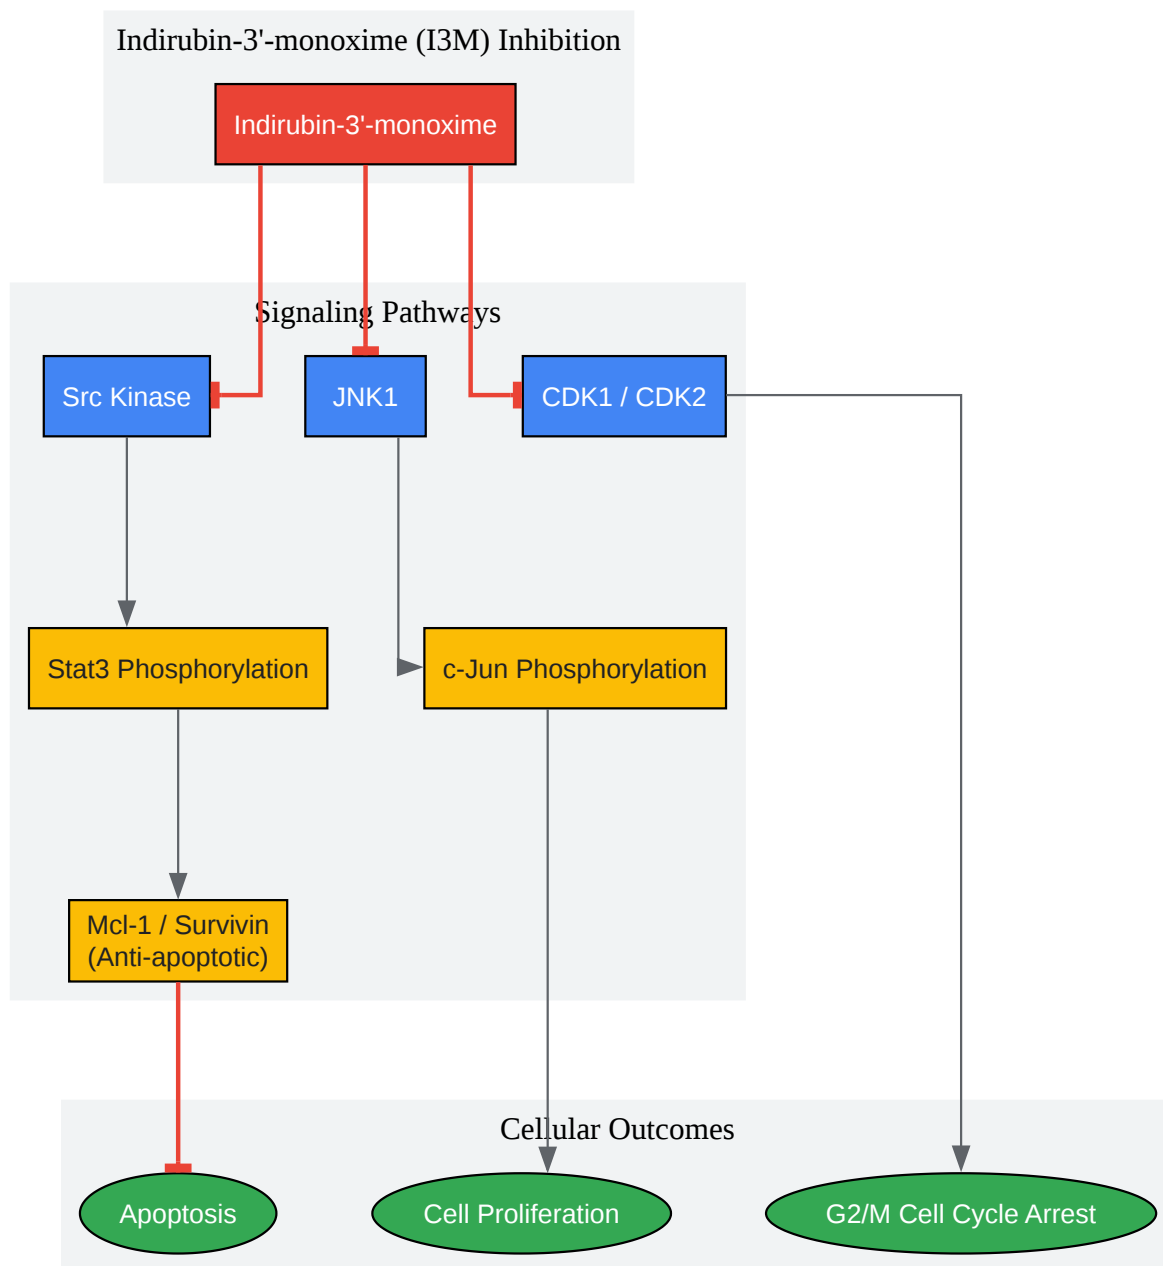 Indirubin-3'-monoxime (I3M) Inhibition
Indirubin-3'-monoxime
Signaling Pathways
Src Kinase
JNK1
CDK1 / CDK2
Stat3 Phosphorylation
c-Jun Phosphorylation
Mcl-1 / Survivin
(Anti-apoptotic)
Cellular Outcomes
Apoptosis
Cell Proliferation
G2/M Cell Cycle Arrest